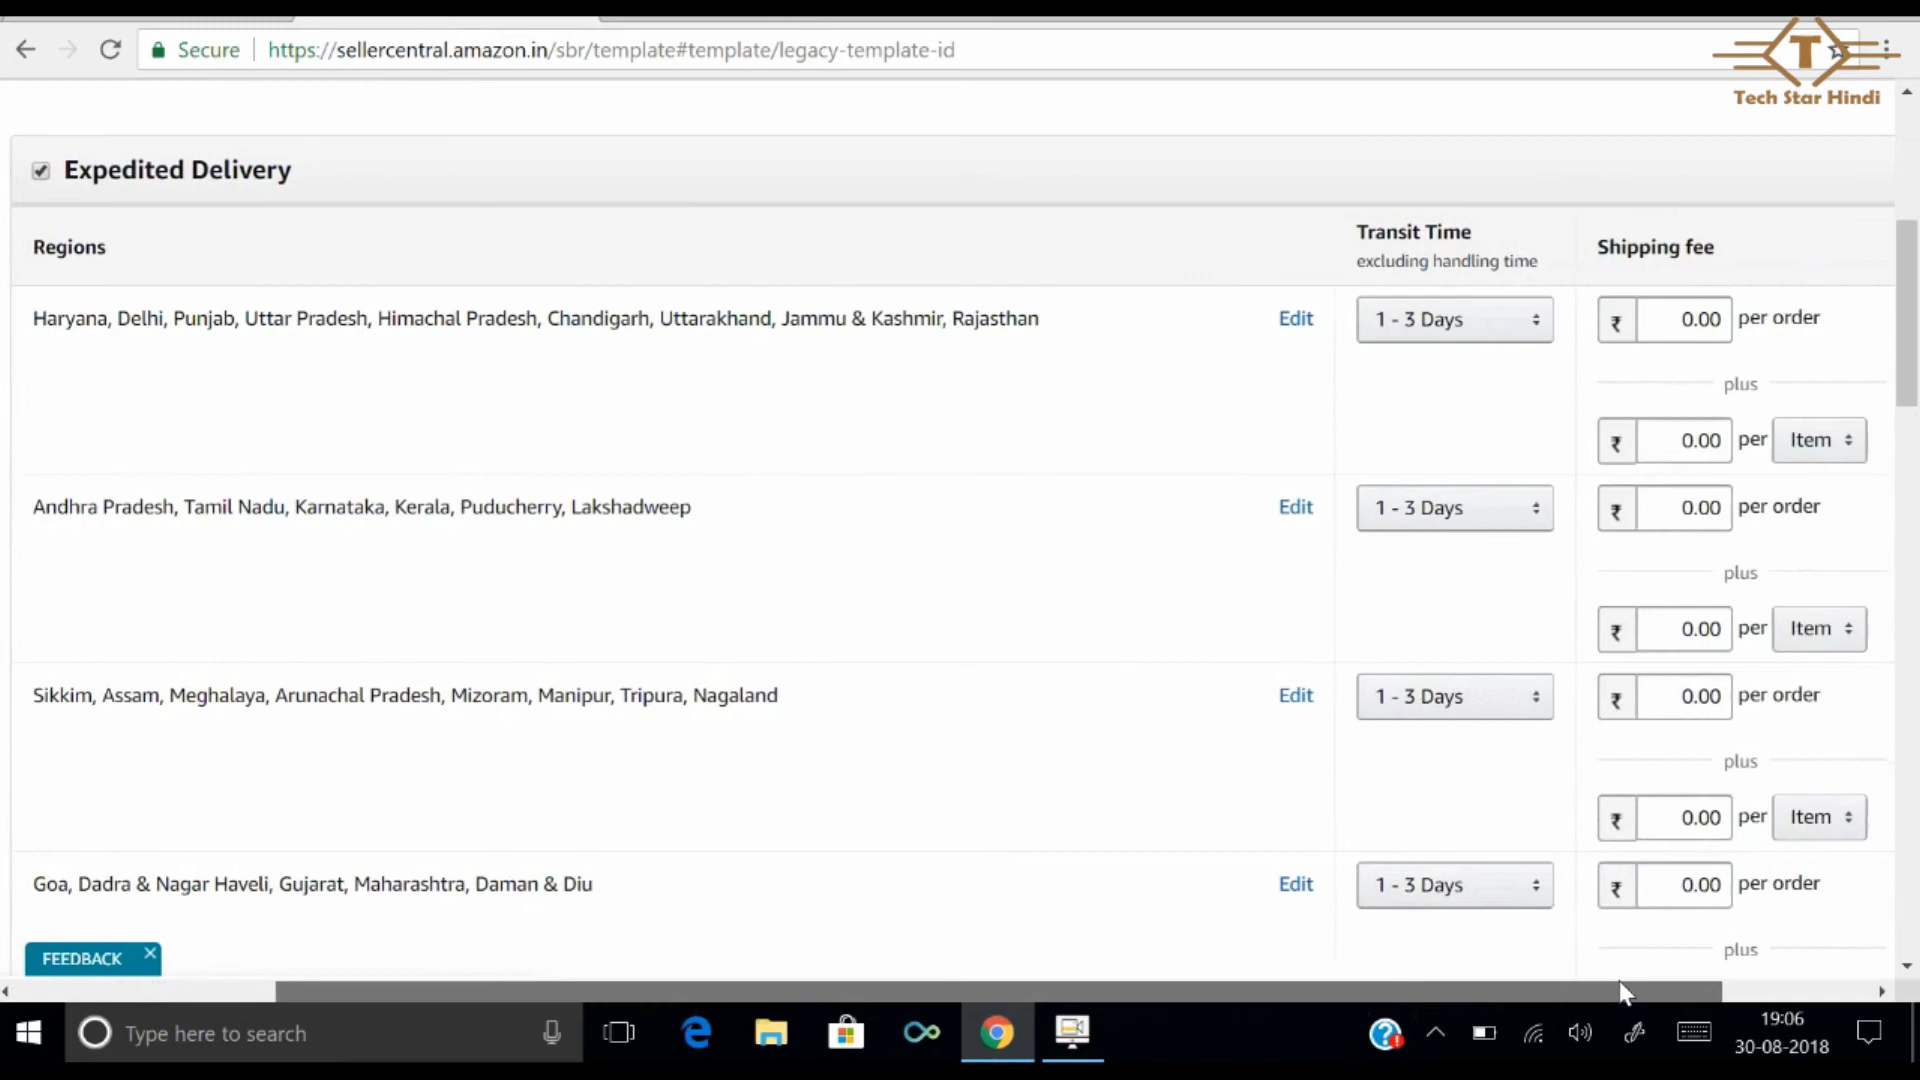 Secure https://sellercentral.amazon.in/sbr/template#template/legacy-template-id
T
Tech Star Hindi
Expedited Delivery
Regions
Transit Time
excluding handling time
Shipping fee
Haryana, Delhi, Punjab, Uttar Pradesh, Himachal Pradesh, Chandigarh, Uttarakhand, Jammu & Kashmir, Rajasthan Edit 1 - 3 Days ₹ 0.00 per order
plus
₹ 0.00 per Item
Andhra Pradesh, Tamil Nadu, Karnataka, Kerala, Puducherry, Lakshadweep Edit 1 - 3 Days ₹ 0.00 per order
plus
₹ 0.00 per Item
Sikkim, Assam, Meghalaya, Arunachal Pradesh, Mizoram, Manipur, Tripura, Nagaland Edit 1 - 3 Days ₹ 0.00 per order
plus
₹ 0.00 per Item
Goa, Dadra & Nagar Haveli, Gujarat, Maharashtra, Daman & Diu Edit 1 - 3 Days ₹ 0.00 per order
plus
FEEDBACK
Type here to search
19:06
30-08-2018